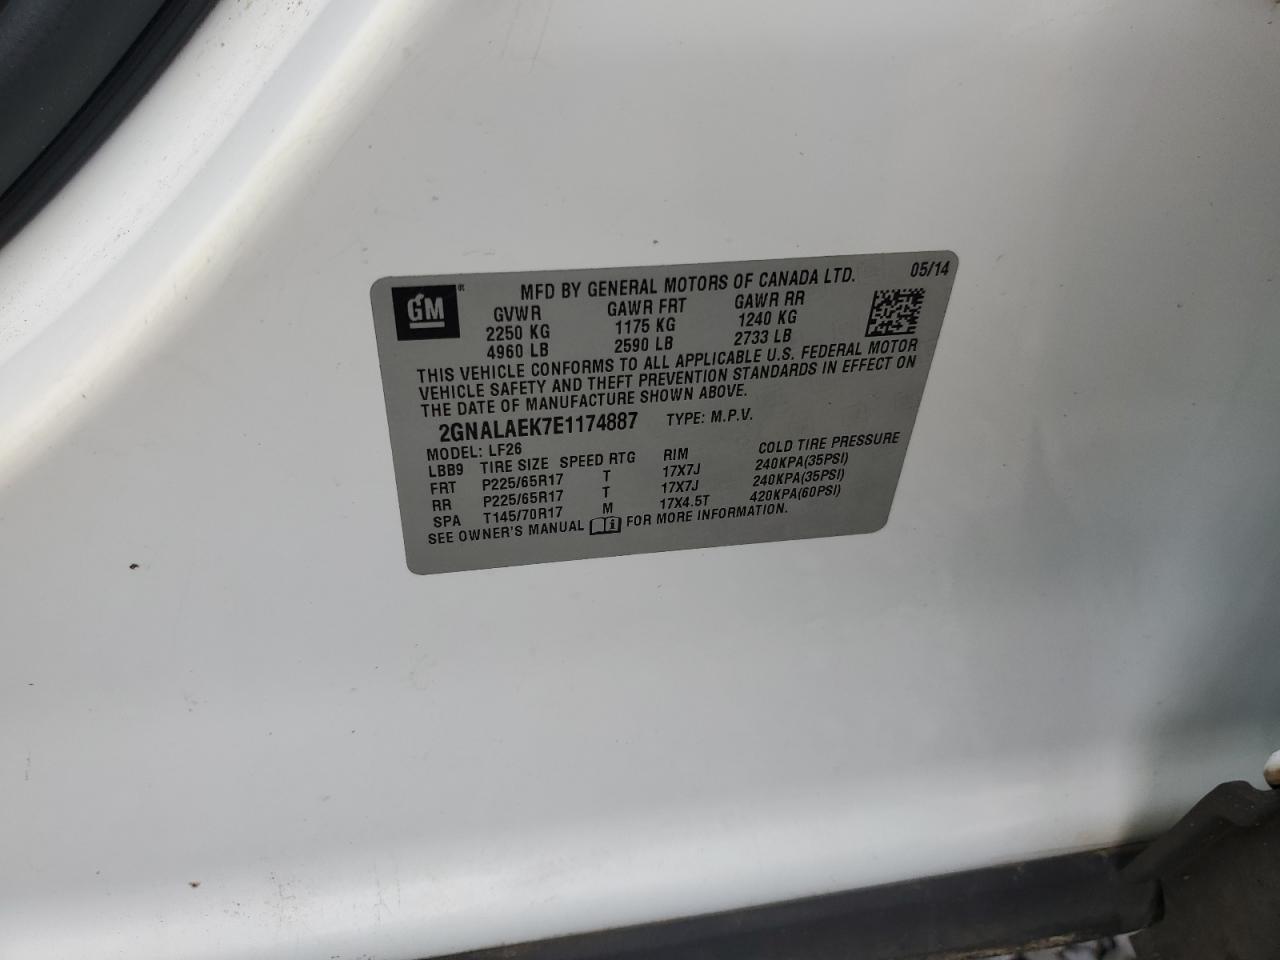 GM®
MFD BY GENERAL MOTORS OF CANADA LTD. 05/14
GVWR GAWR FRT GAWR RR
2250 KG 1175 KG 1240 KG
4960 LB 2590 LB 2733 LB
THIS VEHICLE CONFORMS TO ALL APPLICABLE U.S. FEDERAL MOTOR
VEHICLE SAFETY AND THEFT PREVENTION STANDARDS IN EFFECT ON
THE DATE OF MANUFACTURE SHOWN ABOVE.
2GNALAEK7E1174887 TYPE: M.P.V.
MODEL: LF26
LBB9 TIRE SIZE SPEED RTG RIM COLD TIRE PRESSURE
FRT P225/65R17 T 17X7J 240KPA(35PSI)
RR P225/65R17 T 17X7J 240KPA(35PSI)
SPA T145/70R17 M 17X4.5T 420KPA(60PSI)
SEE OWNER'S MANUAL FOR MORE INFORMATION.